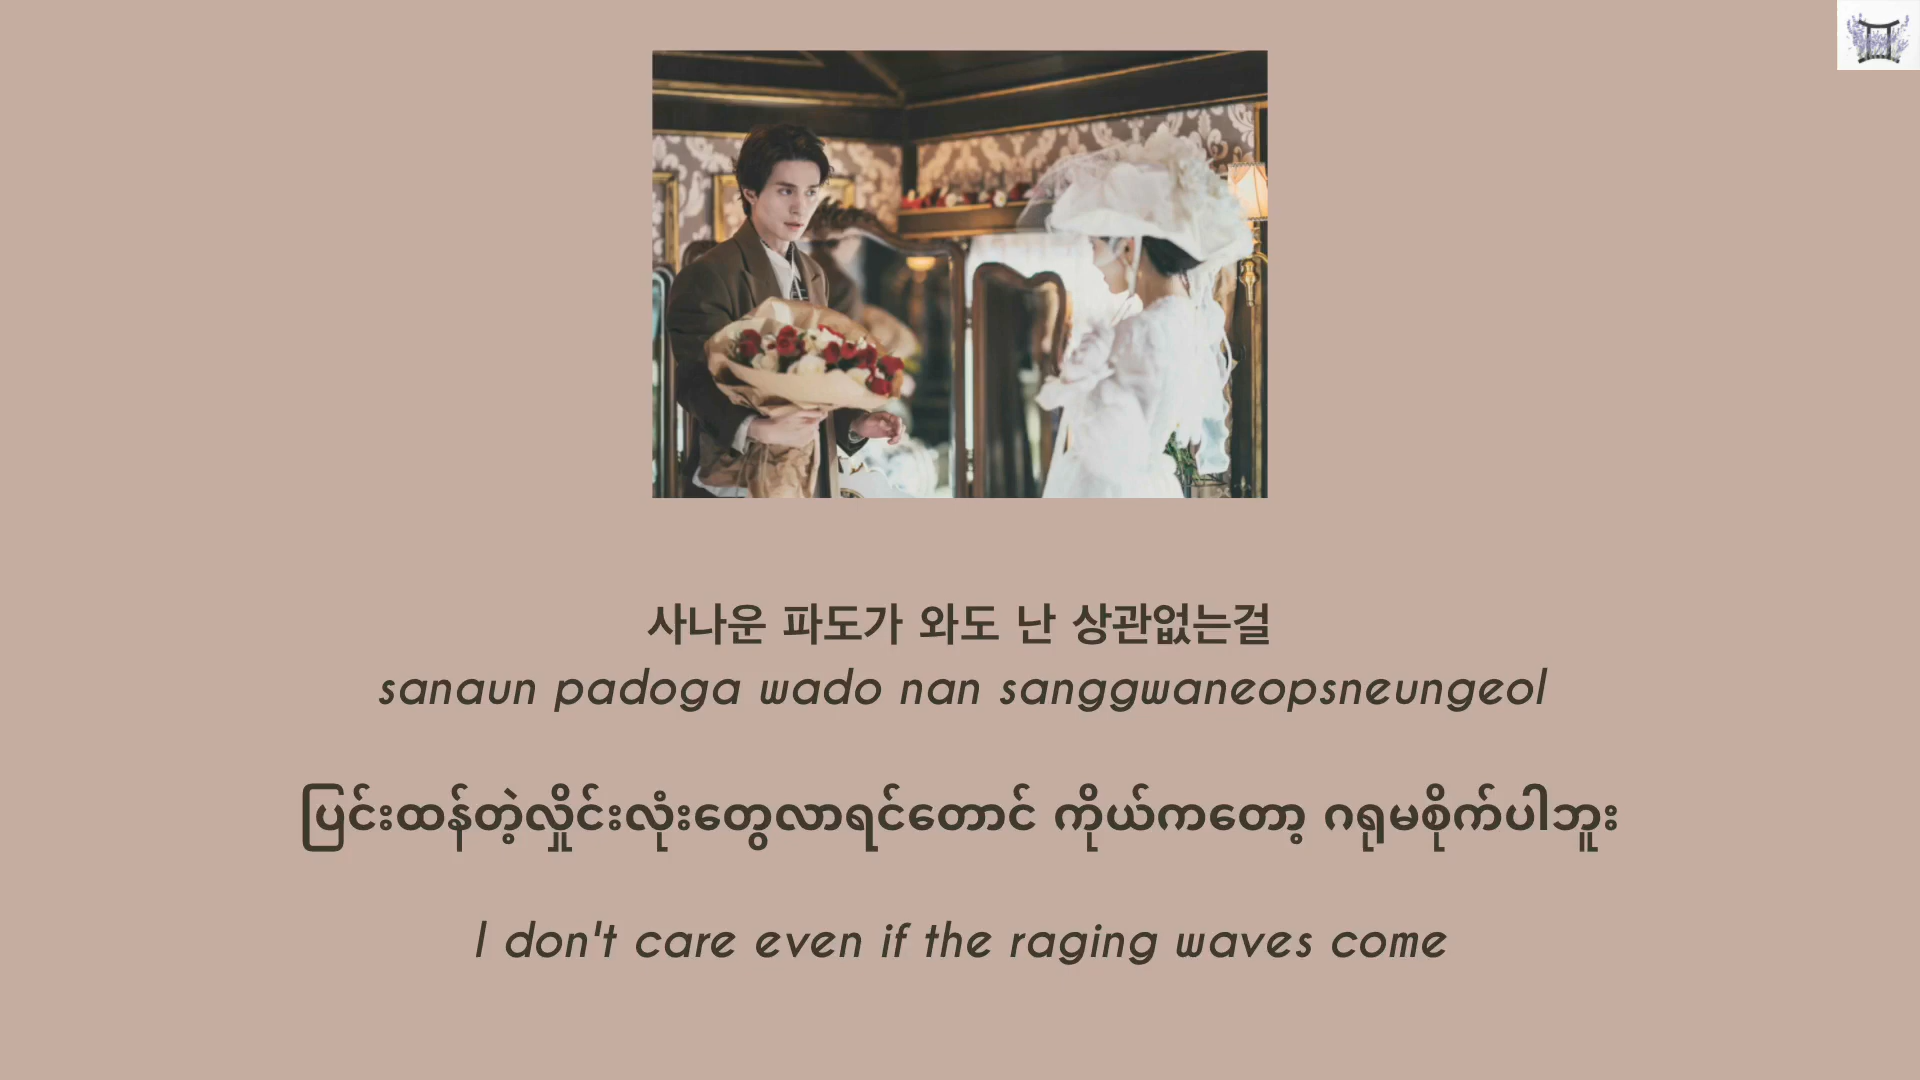 사나운 파도가 와도 난 상관없는걸
sanaun padoga wado nan sanggwaneopsneungeol
ပြင်းထန်တဲ့လှိုင်းလုံးတွေလာရင်တောင် ကိုယ်ကတော့ ဂရုမစိုက်ပါဘူး
I don't care even if the raging waves come